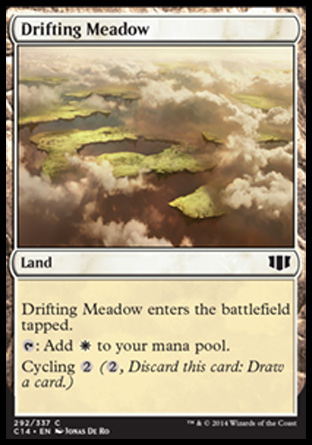 Drifting Meadow
Land
Drifting Meadow enters the battlefield
tapped.
: Add to your mana pool.
Cycling 2 (2, Discard this card: Draw
a card.)
292/337 C
C14 • EN Jonas De Ro
™ & © 2014 Wizards of the Coast